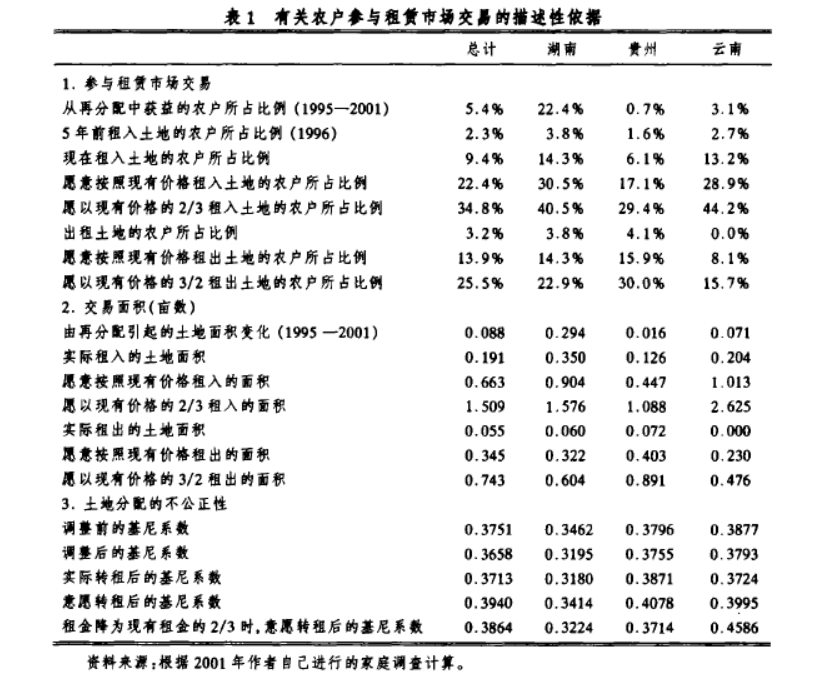 表 1 有关农户参与租赁市场交易的描述性依据
总计 湖南 贵州 云南
1. 参与租赁市场交易
从再分配中获益的农户所占比例 (1995—2001) 5.4% 22.4% 0.7% 3.1%
5 年前租入土地的农户所占比例 (1996) 2.3% 3.8% 1.6% 2.7%
现在租入土地的农户所占比例 9.4% 14.3% 6.1% 13.2%
愿意按照现有价格租入土地的农户所占比例 22.4% 30.5% 17.1% 28.9%
愿以现有价格的 2/3 租入土地的农户所占比例 34.8% 40.5% 29.4% 44.2%
出租土地的农户所占比例 3.2% 3.8% 4.1% 0.0%
愿意按照现有价格租出土地的农户所占比例 13.9% 14.3% 15.9% 8.1%
愿以现有价格的 3/2 租出土地的农户所占比例 25.5% 22.9% 30.0% 15.7%
2. 交易面积(亩数)
由再分配引起的土地面积变化 (1995 —2001) 0.088 0.294 0.016 0.071
实际租入的土地面积 0.191 0.350 0.126 0.204
愿意按照现有价格租入的面积 0.663 0.904 0.447 1.013
愿以现有价格的 2/3 租入的面积 1.509 1.576 1.088 2.625
实际租出的土地面积 0.055 0.060 0.072 0.000
愿意按照现有价格租出的面积 0.345 0.322 0.403 0.230
愿以现有价格的 3/2 租出的面积 0.743 0.604 0.891 0.476
3. 土地分配的不公正性
调整前的基尼系数 0.3751 0.3462 0.3796 0.3877
调整后的基尼系数 0.3658 0.3195 0.3755 0.3793
实际转租后的基尼系数 0.3713 0.3180 0.3871 0.3724
意愿转租后的基尼系数 0.3940 0.3414 0.4078 0.3995
租金降为现有租金的 2/3 时,意愿转租后的基尼系数 0.3864 0.3224 0.3714 0.4586
资料来源:根据 2001 年作者自己进行的家庭调查计算。